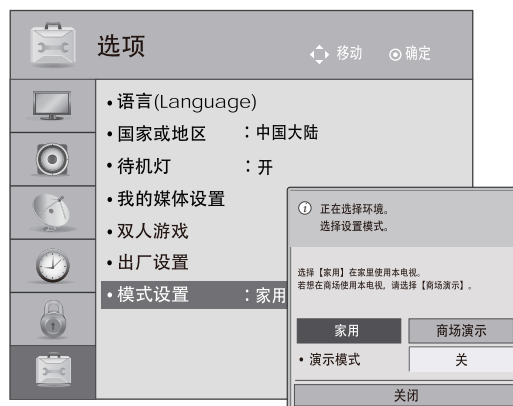 选项
移动 确定
• 语言(Language)
• 国家或地区 : 中国大陆
• 待机灯 : 开
• 我的媒体设置
• 双人游戏
• 出厂设置
• 模式设置 : 家用
正在选择环境。
选择设置模式。
选择【家用】在家里使用本电视。
若想在商场使用本电视, 请选择【商场演示】。
家用 商场演示
• 演示模式 关
关闭